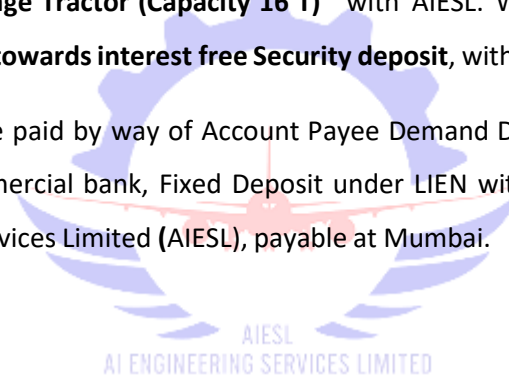 ge Tractor (Capacity 16 T)" with AIESL.
towards interest free Security deposit, with
e paid by way of Account Payee Demand D
mercial bank, Fixed Deposit under LIEN wit
vices Limited (AIESL), payable at Mumbai.
AIESL
AI ENGINEERING SERVICES LIMITED